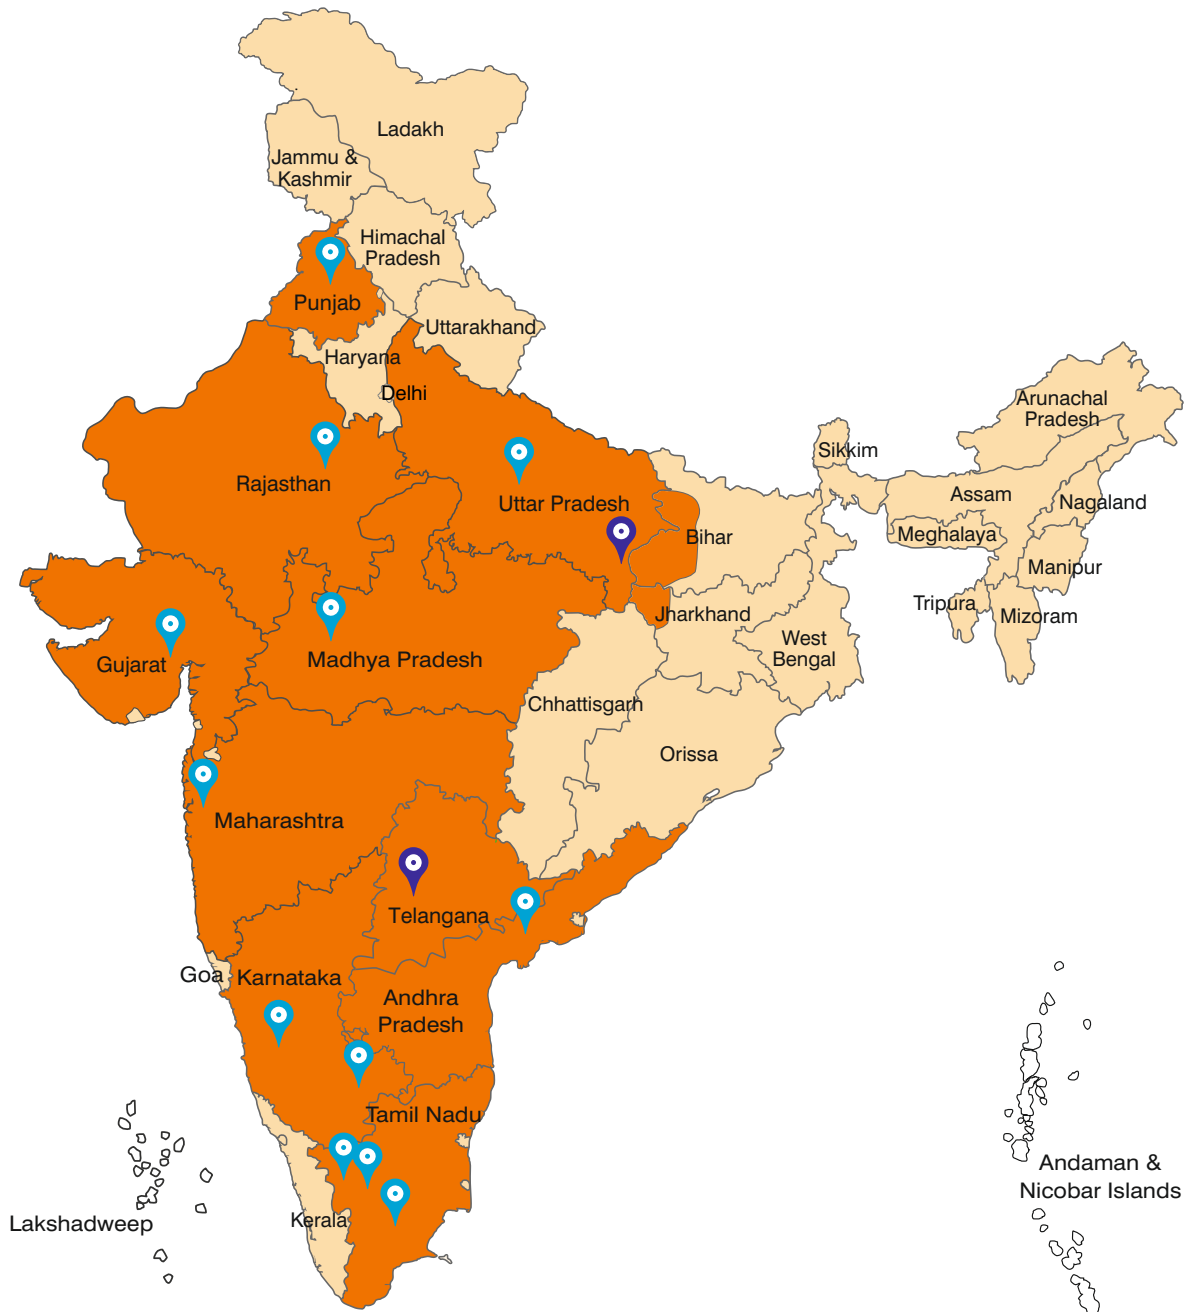 Ladakh
Jammu &
Kashmir
Himachal
Pradesh
Punjab
Uttarakhand
Haryana
Delhi
Arunachal
Pradesh
Sikkim
Rajasthan
Uttar Pradesh
Assam
Nagaland
Bihar
Meghalaya
Manipur
Tripura
Mizoram
Jharkhand
West
Bengal
Gujarat
Madhya Pradesh
Chhattisgarh
Orissa
Maharashtra
Telangana
Goa
Karnataka
Andhra
Pradesh
Tamil Nadu
Andaman &
Nicobar Islands
Kerala
Lakshadweep